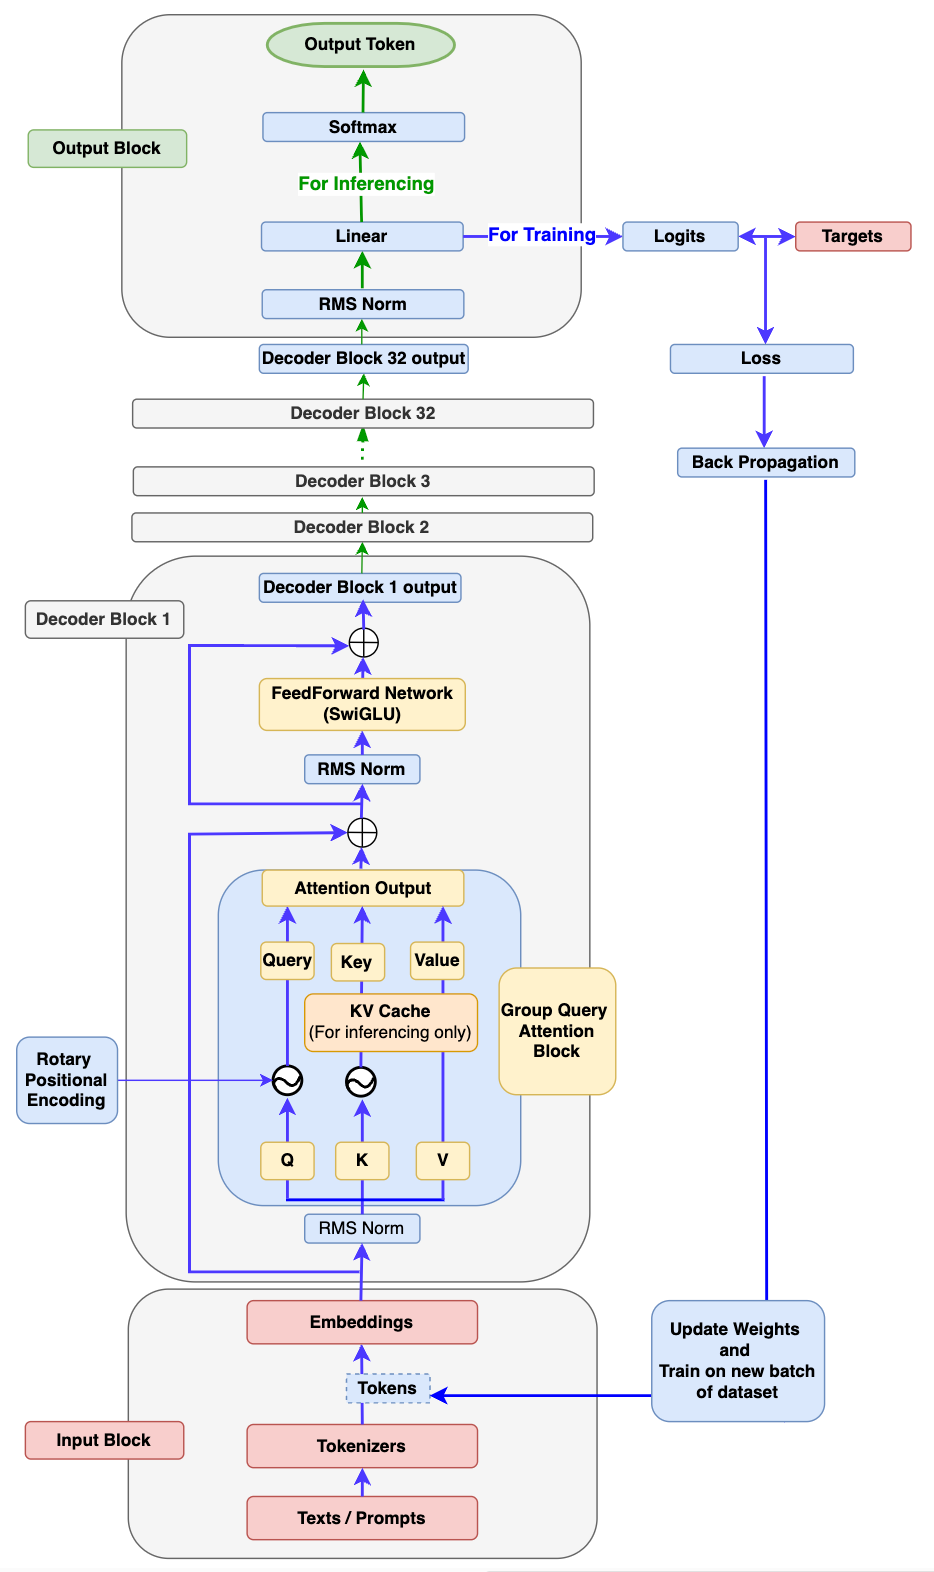 Output Token
Softmax
Output Block
For Inferencing
Linear
For Training
Logits
Targets
RMS Norm
Decoder Block 32 output
Loss
Decoder Block 32
Back Propagation
Decoder Block 3
Decoder Block 2
Decoder Block 1 output
Decoder Block 1
FeedForward Network
(SwiGLU)
RMS Norm
Attention Output
Query
Key
Value
KV Cache
(For inferencing only)
Group Query
Attention
Block
Rotary
Positional
Encoding
Q
K
V
RMS Norm
Embeddings
Update Weights
and
Train on new batch
of dataset
Tokens
Input Block
Tokenizers
Texts / Prompts